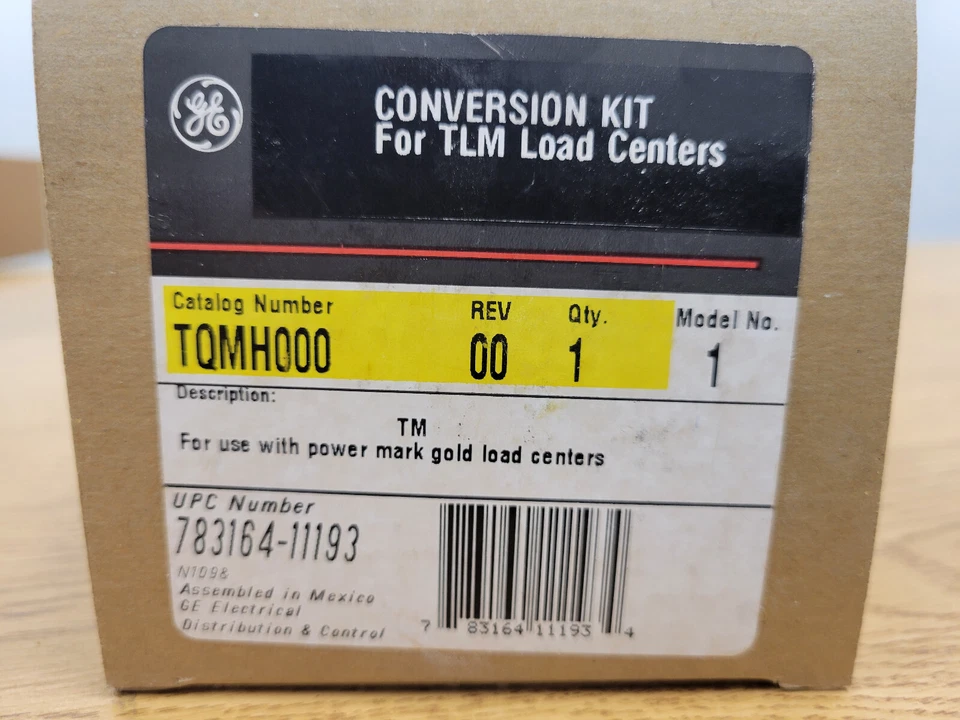 GE
CONVERSION KIT
For TLM Load Centers
Catalog Number REV Qty. Model No.
TQMH000 00 1 1
Description:
TM
For use with power mark gold load centers
UPC Number
783164-11193
Assembled in Mexico
GE Electrical
Distribution & Control
7 83164 11193 4